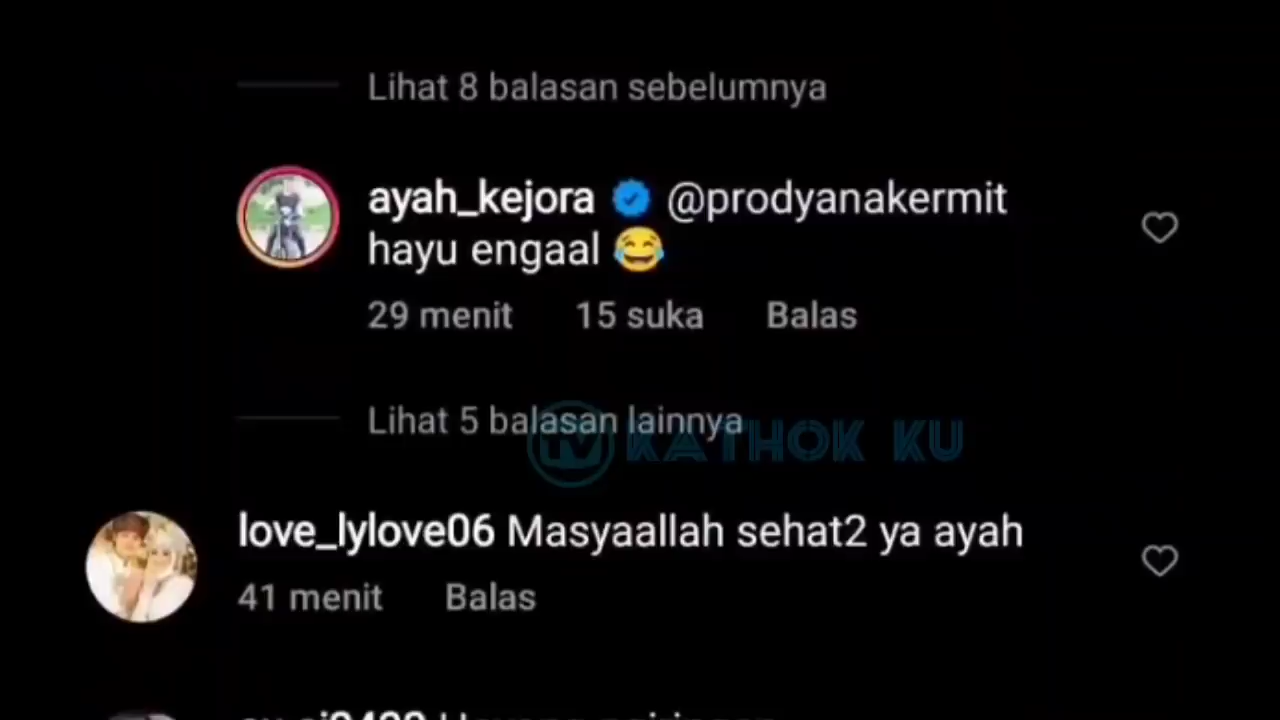 Lihat 8 balasan sebelumnya
ayah_kejora @prodyanakermit
hayu engaal 😂
29 menit 15 suka Balas
Lihat 5 balasan lainnya
TV KATHOK KU
love_lylove06 Masyaallah sehat2 ya ayah
41 menit Balas